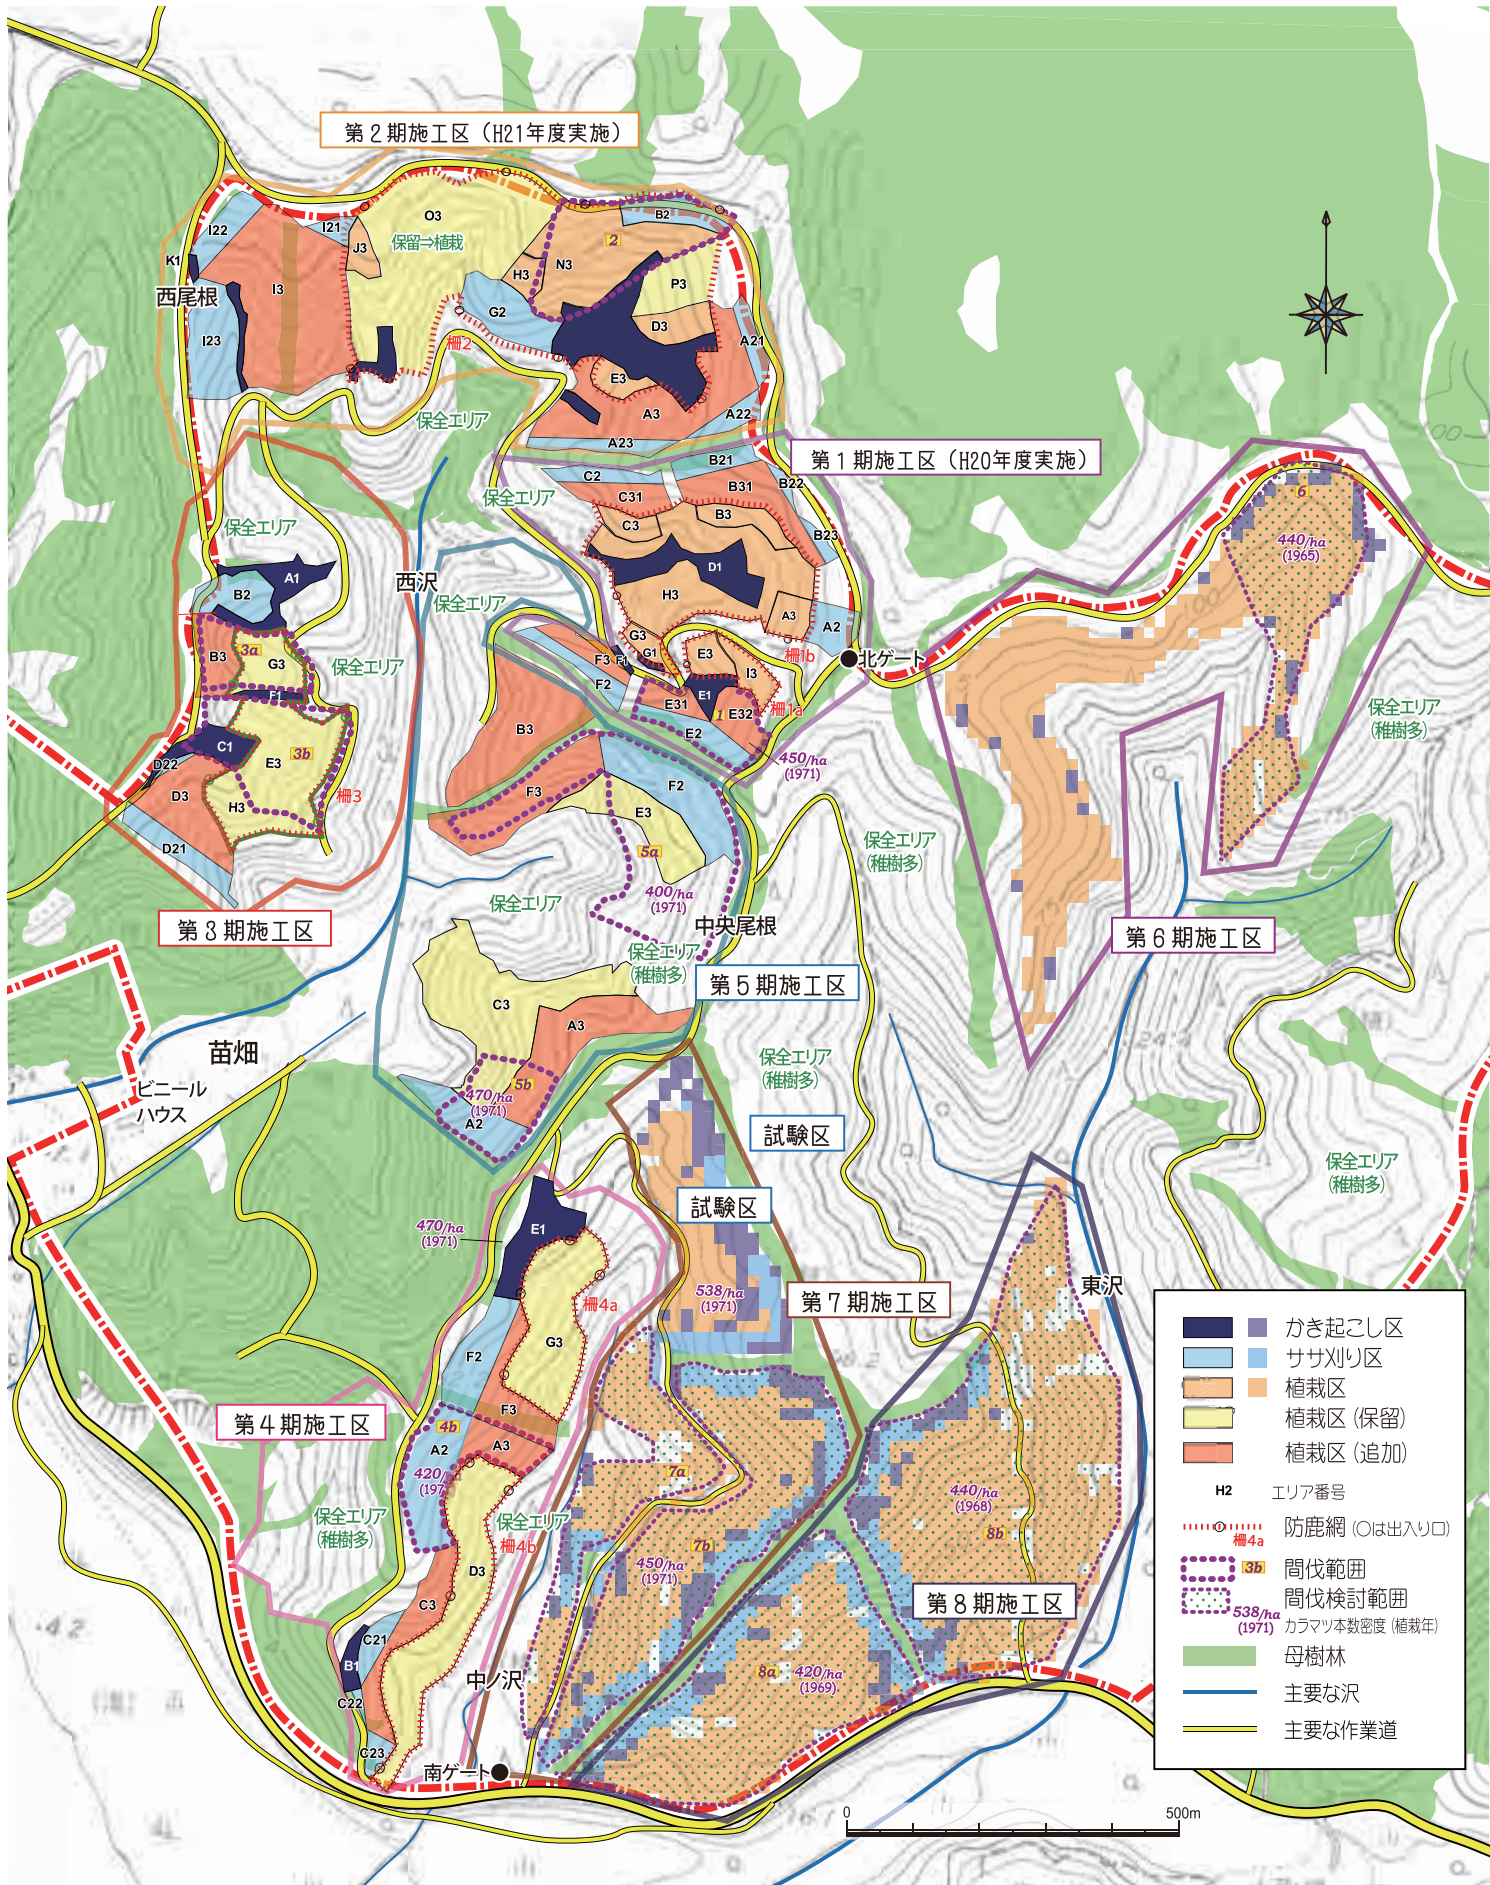 第2期施工区（H21年度実施）
O3
保留→植栽
I22
I21
J3
B2
2
N3
H3
P3
K1
西尾根
I3
G2
D3
I23
柵2
A21
E3
A3
A22
保全エリア
A23
第1期施工区（H20年度実施）
B21
B22
C2
C31
B31
保全エリア
C3
B3
B23
保全エリア
6
440/ha
(1965)
D1
A1
B2
西沢
H3
A3
A2
保全エリア
G3
G1
E3
柵1b
北ゲート
B3
3a
G3
保全エリア
F3
F1
F2
I3
E1
E31
1
E32
柵1a
E2
F1
B3
保全エリア
(稚樹多)
C1
3b
E3
D22
450/ha
(1971)
D3
H3
柵3
F3
F2
E3
D21
5a
保全エリア
(稚樹多)
400/ha
(1971)
保全エリア
中央尾根
第3期施工区
保全エリア
(稚樹多)
第6期施工区
第5期施工区
C3
A3
苗畑
保全エリア
(稚樹多)
ビニール
ハウス
5b
470/ha
(1971)
A2
試験区
保全エリア
(稚樹多)
試験区
470/ha
(1971)
E1
538/ha
(1971)
第7期施工区
東沢
柵4a
G3
F2
第4期施工区
F3
4b
A2
A3
420/
(197
7a
保全エリア
(稚樹多)
保全エリア
柵4b
440/ha
(1968)
8b
7b
450/ha
(1971)
D3
C3
第8期施工区
C21
B1
C22
中ノ沢
8a
420/ha
(1969)
C23
南ゲート
かき起こし区
ササ刈り区
植栽区
植栽区（保留）
植栽区（追加）
H2
エリア番号
柵4a
防鹿網（○は出入り口）
3b
間伐範囲
間伐検討範囲
538/ha
(1971)
カラマツ本数密度（植栽年）
母樹林
主要な沢
主要な作業道
0
500m